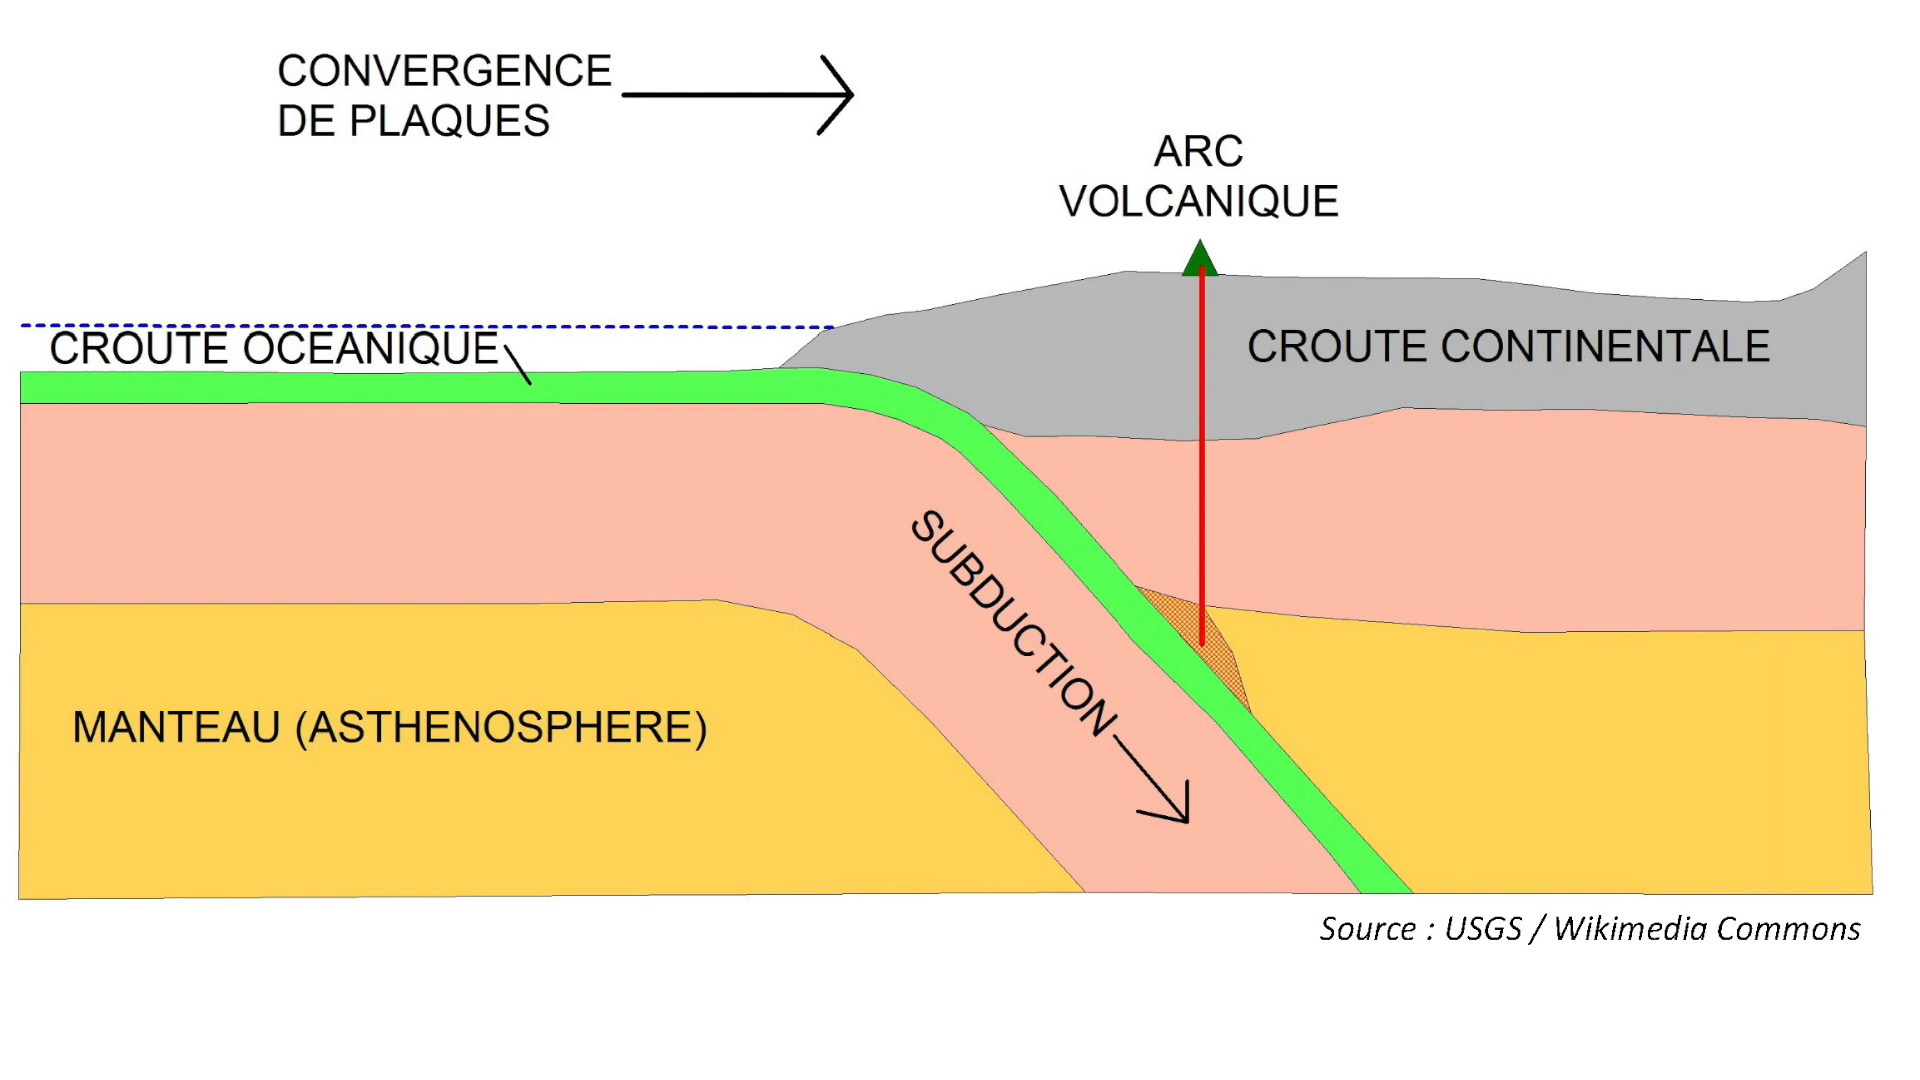 CONVERGENCE
DE PLAQUES
ARC
VOLCANIQUE
CROUTE OCEANIQUE
CROUTE CONTINENTALE
SUBDUCTION
MANTEAU (ASTHENOSPHERE)
Source : USGS / Wikimedia Commons